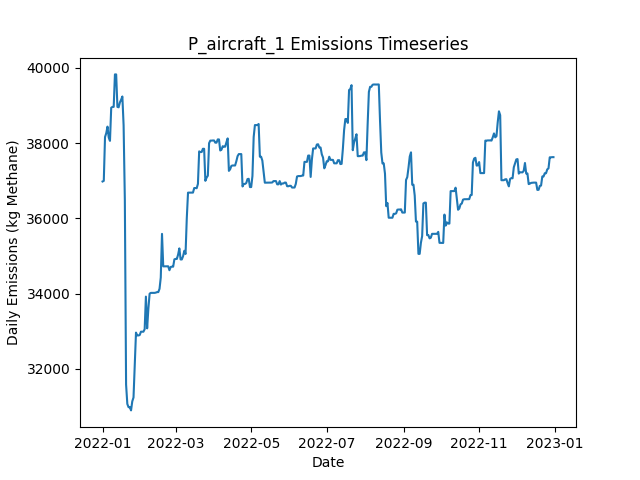 P_aircraft_1 Emissions Timeseries
Daily Emissions (kg Methane)
40000
38000
36000
34000
32000
2022-01 2022-03 2022-05 2022-07 2022-09 2022-11 2023-01
Date